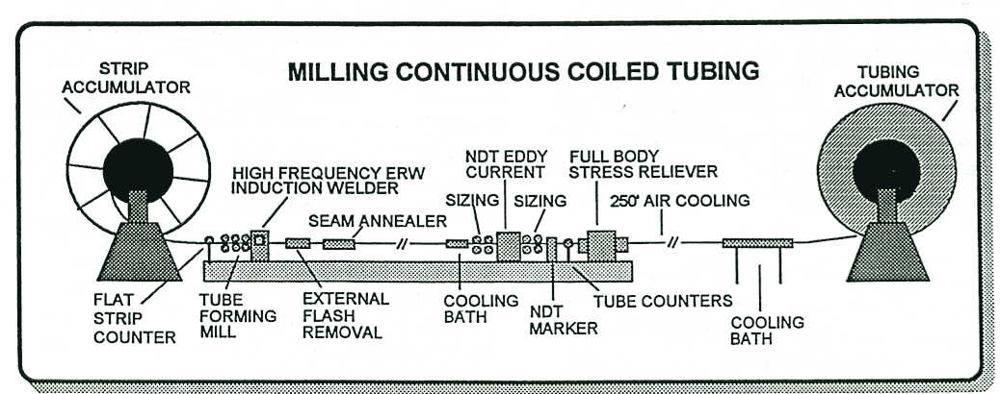 MILLING CONTINUOUS COILED TUBING
STRIP
ACCUMULATOR
TUBING
ACCUMULATOR
HIGH FREQUENCY ERW
INDUCTION WELDER
SEAM ANNEALER
SIZING
NDT EDDY
CURRENT
SIZING
FULL BODY
STRESS RELIEVER
250' AIR COOLING
FLAT
STRIP
COUNTER
TUBE
FORMING
MILL
EXTERNAL
FLASH
REMOVAL
COOLING
BATH
NDT
MARKER
TUBE COUNTERS
COOLING
BATH